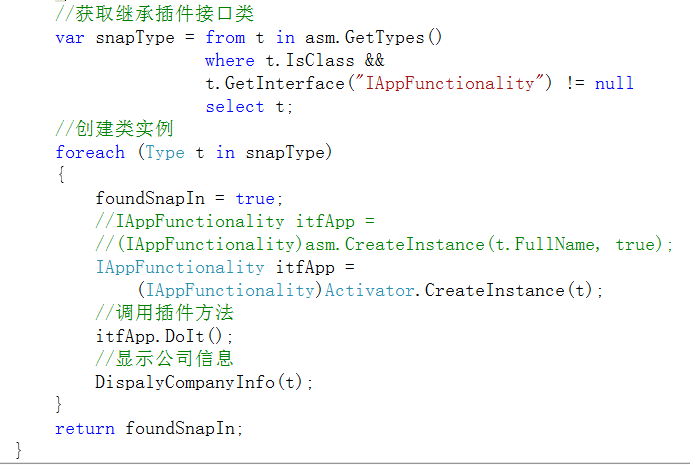 //获取继承插件接口类
var snapType = from t in asm.GetTypes()
where t.IsClass &&
t.GetInterface("IAppFunctionality") != null
select t;
//创建类实例
foreach (Type t in snapType)
{
foundSnapIn = true;
//IAppFunctionality itfApp =
//(IAppFunctionality)asm.CreateInstance(t.FullName, true);
IAppFunctionality itfApp =
(IAppFunctionality)Activator.CreateInstance(t);
//调用插件方法
itfApp.DoIt();
//显示公司信息
DispalyCompanyInfo(t);
}
return foundSnapIn;
}